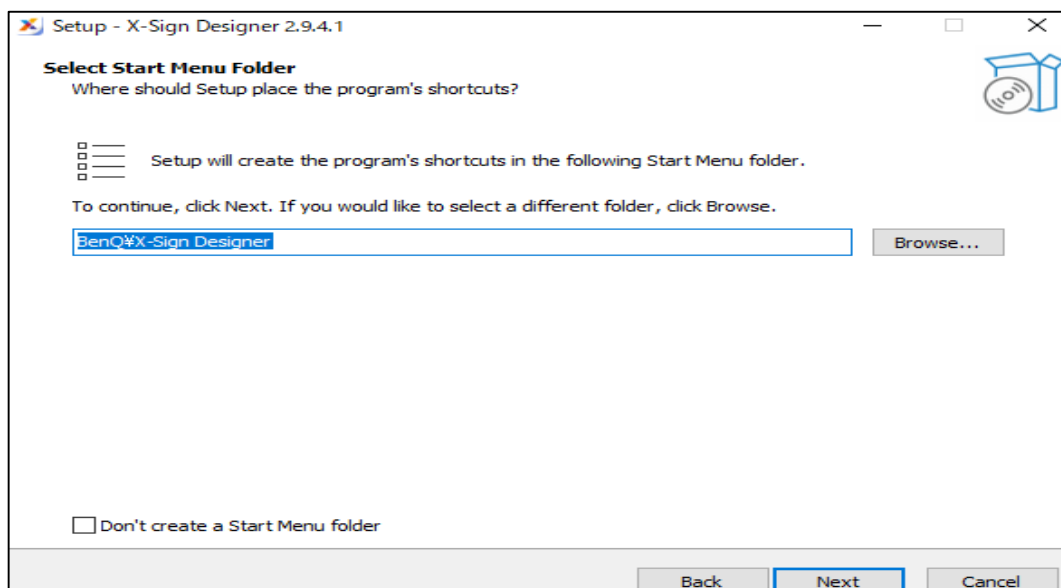 Setup - X-Sign Designer 2.9.4.1
Select Start Menu Folder
Where should Setup place the program's shortcuts?
Setup will create the program's shortcuts in the following Start Menu folder.
To continue, click Next. If you would like to select a different folder, click Browse.
BenQ¥X-Sign Designer
Browse...
Don't create a Start Menu folder
Back
Next
Cancel